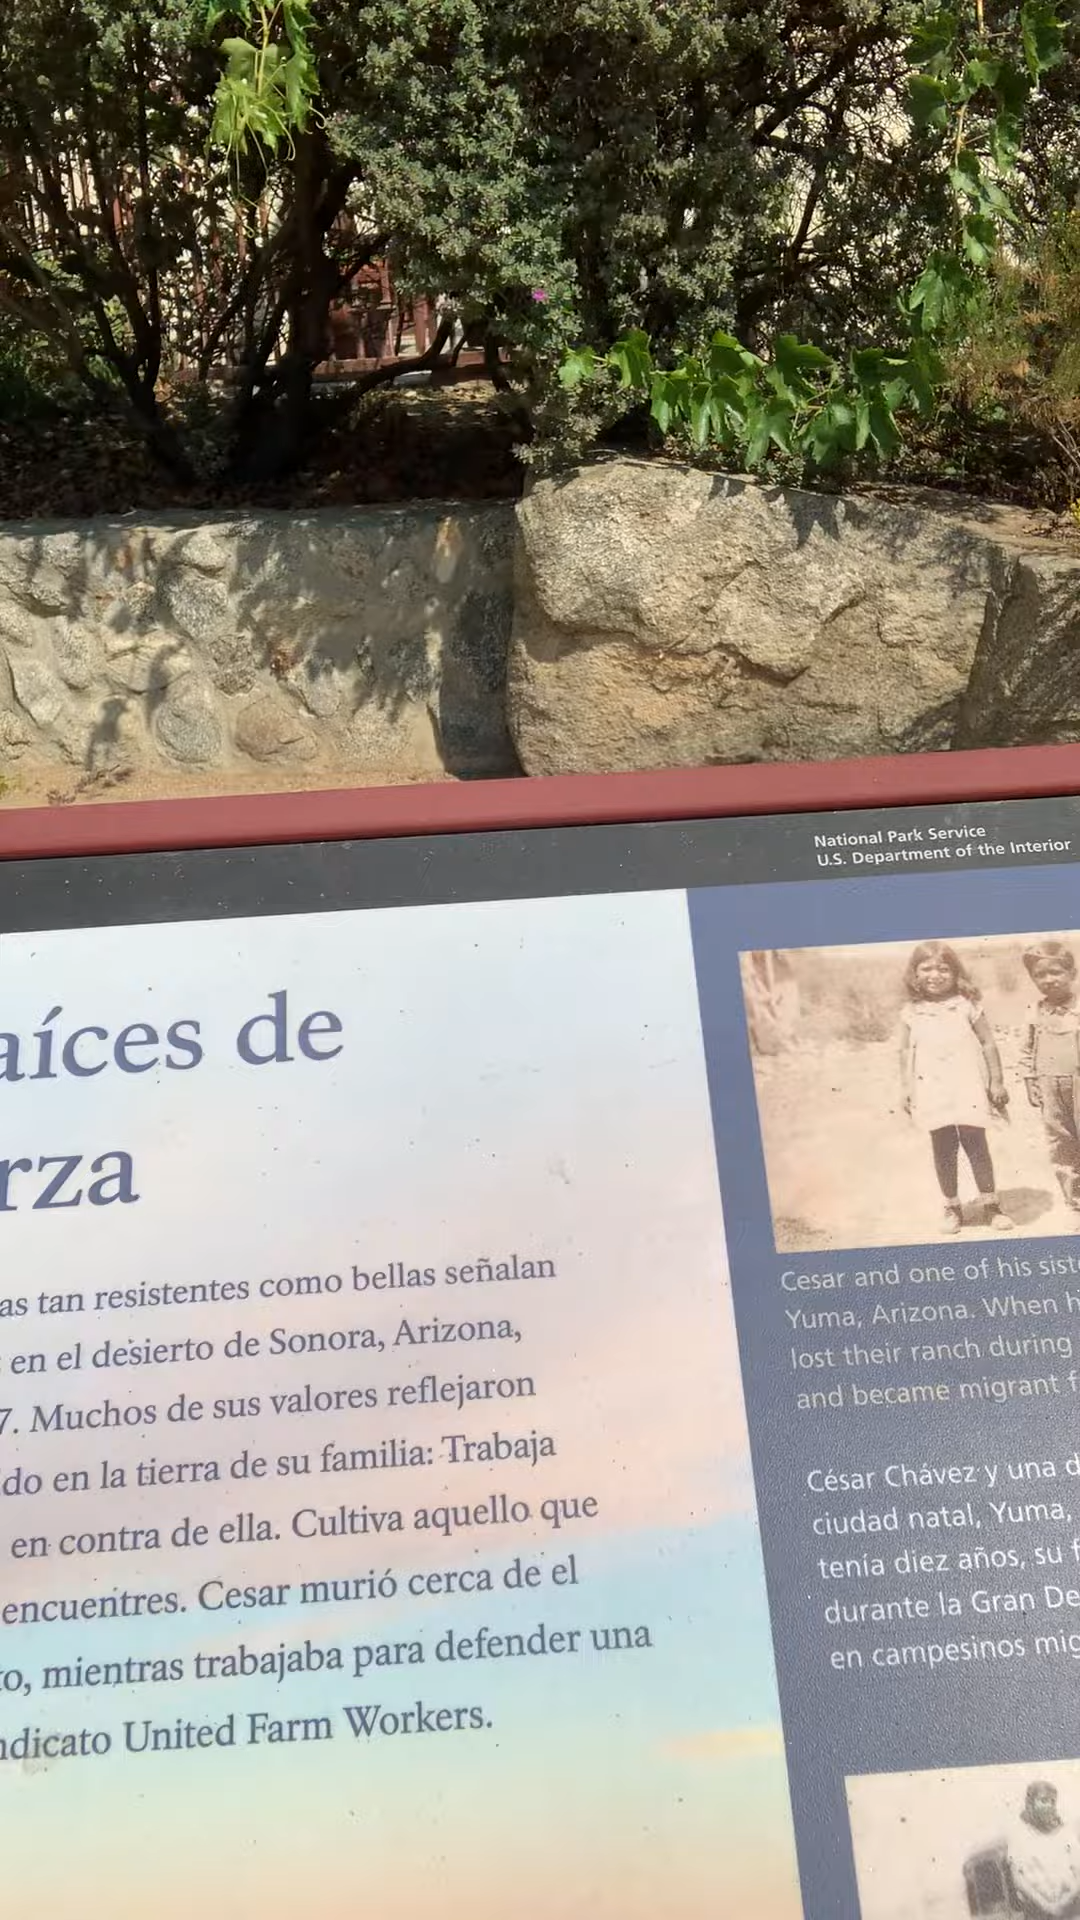 National Park Service
U.S. Department of the Interior
aíces de
rza
as tan resistentes como bellas señalan
en el desierto de Sonora, Arizona,
7. Muchos de sus valores reflejaron
do en la tierra de su familia: Trabaja
en contra de ella. Cultiva aquello que
encuentres. Cesar murió cerca de el
o, mientras trabajaba para defender una
ndicato United Farm Workers.
Cesar and one of his sist
Yuma, Arizona. When h
lost their ranch during
and became migrant f
César Chávez y una d
ciudad natal, Yuma,
tenia diez años, su f
durante la Gran De
en campesinos mig